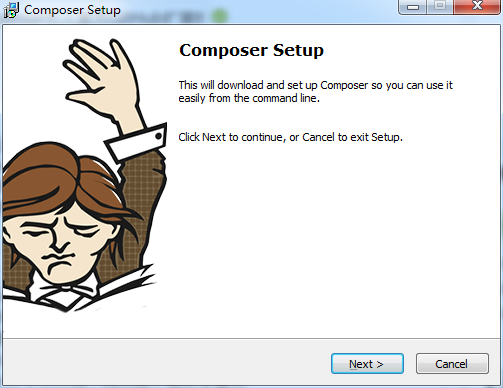 Composer Setup
Composer Setup
This will download and set up Composer so you can use it
easily from the command line.
Click Next to continue, or Cancel to exit Setup.
Next >
Cancel